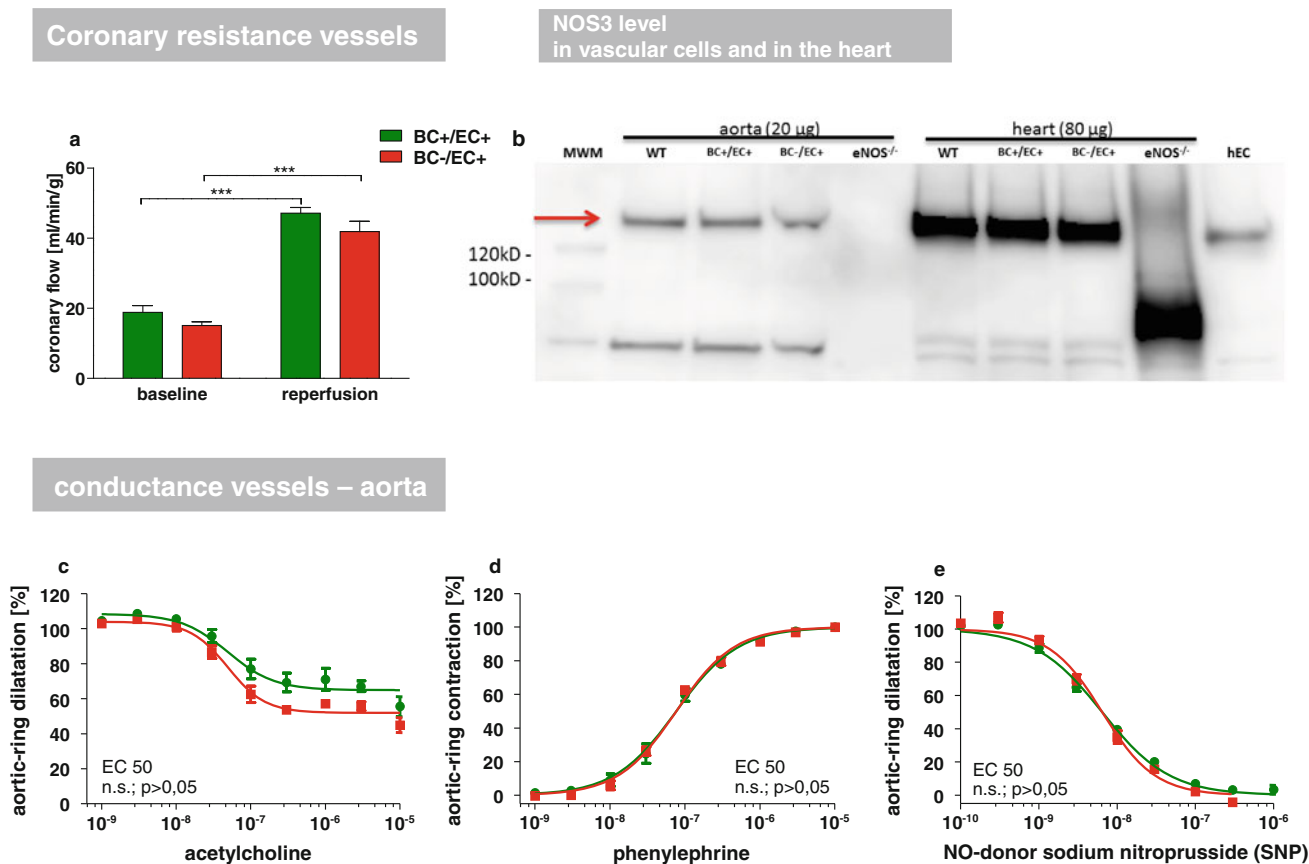 Coronary resistance vessels
NOS3 level
in vascular cells and in the heart
a
BC+/EC+
BC-/EC+
coronary flow [ml/min/g]
60
40
20
0
***
***
baseline
reperfusion
b
aorta (20 µg)
heart (80 µg)
MWM
WT
BC+/EC+
BC-/EC+
eNOS-/-
WT
BC+/EC+
BC-/EC+
eNOS-/-
hEC
120kD -
100kD -
conductance vessels – aorta
c
aortic-ring dilatation [%]
120
100
80
60
40
20
0
EC 50
n.s.; p>0,05
10-9
10-8
10-7
10-6
10-5
acetylcholine
d
aortic-ring contraction [%]
120
100
80
60
40
20
0
EC 50
n.s.; p>0,05
10-9
10-8
10-7
10-6
10-5
phenylephrine
e
aortic-ring dilatation [%]
120
100
80
60
40
20
0
EC 50
n.s.; p>0,05
10-10
10-9
10-8
10-7
10-6
NO-donor sodium nitroprusside (SNP)